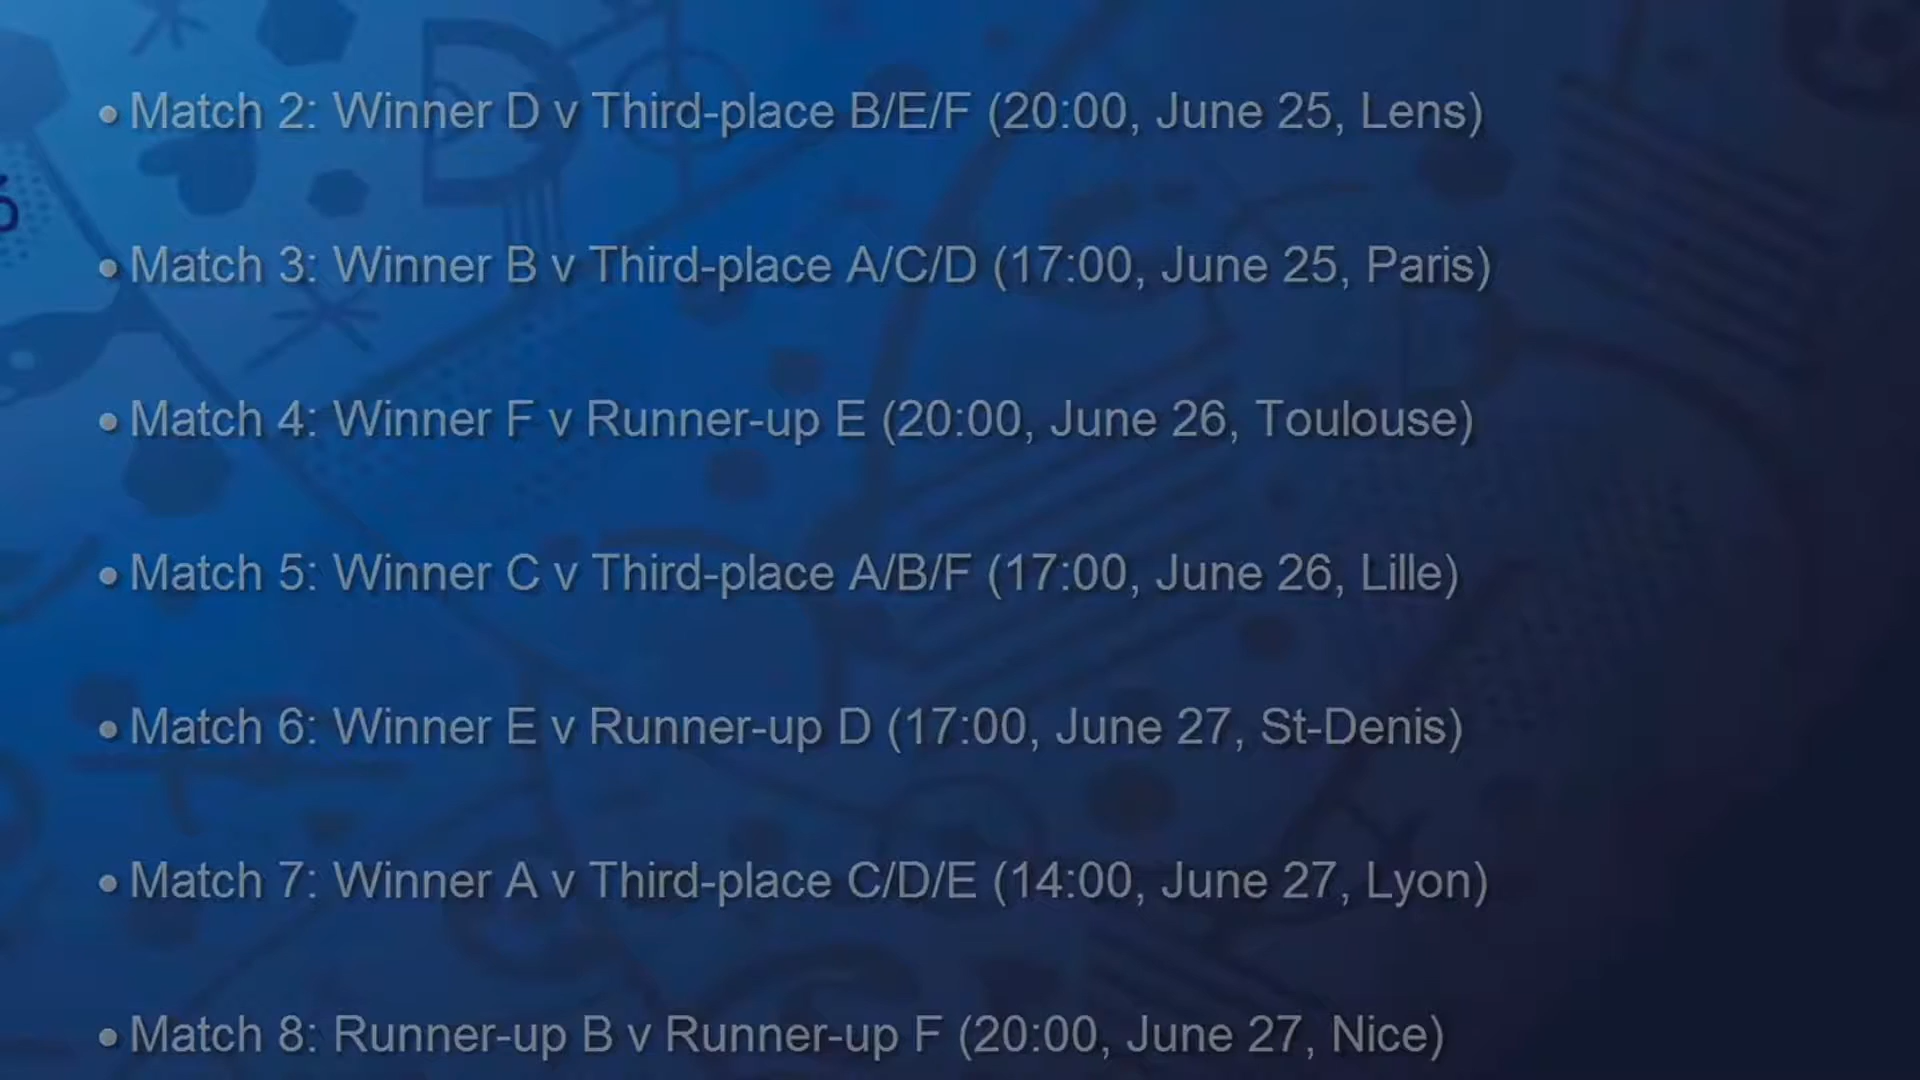 • Match 2: Winner D v Third-place B/E/F (20:00, June 25, Lens)
• Match 3: Winner B v Third-place A/C/D (17:00, June 25, Paris)
• Match 4: Winner F v Runner-up E (20:00, June 26, Toulouse)
• Match 5: Winner C v Third-place A/B/F (17:00, June 26, Lille)
• Match 6: Winner E v Runner-up D (17:00, June 27, St-Denis)
• Match 7: Winner A v Third-place C/D/E (14:00, June 27, Lyon)
• Match 8: Runner-up B v Runner-up F (20:00, June 27, Nice)